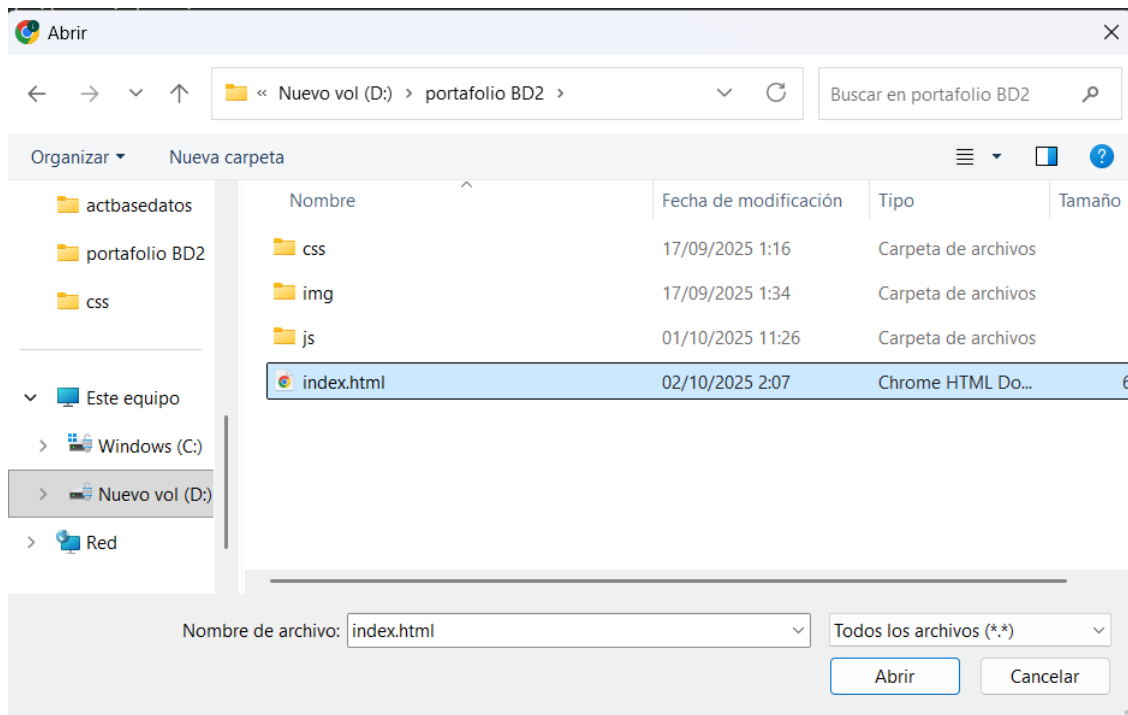 Abrir
« Nuevo vol (D:) > portafolio BD2 >
Buscar en portafolio BD2
Organizar
Nueva carpeta
actbasedatos
portafolio BD2
css
Este equipo
Windows (C:)
Nuevo vol (D:)
Red
Nombre Fecha de modificación Tipo Tamaño
css 17/09/2025 1:16 Carpeta de archivos
img 17/09/2025 1:34 Carpeta de archivos
js 01/10/2025 11:26 Carpeta de archivos
index.html 02/10/2025 2:07 Chrome HTML Do...
Nombre de archivo: index.html
Todos los archivos (*.*)
Abrir
Cancelar